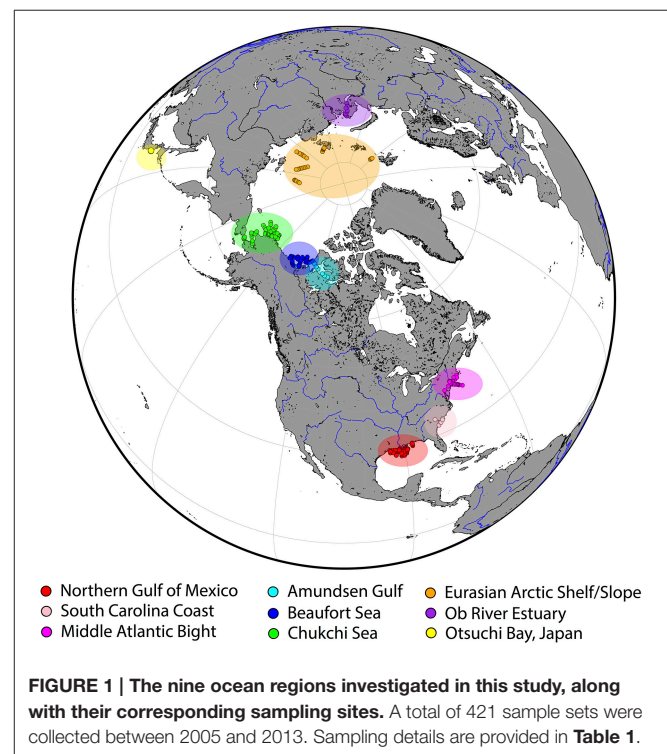 Northern Gulf of Mexico
South Carolina Coast
Middle Atlantic Bight
Amundsen Gulf
Beaufort Sea
Chukchi Sea
Eurasian Arctic Shelf/Slope
Ob River Estuary
Otsuchi Bay, Japan
FIGURE 1 | The nine ocean regions investigated in this study, along
with their corresponding sampling sites. A total of 421 sample sets were
collected between 2005 and 2013. Sampling details are provided in Table 1.